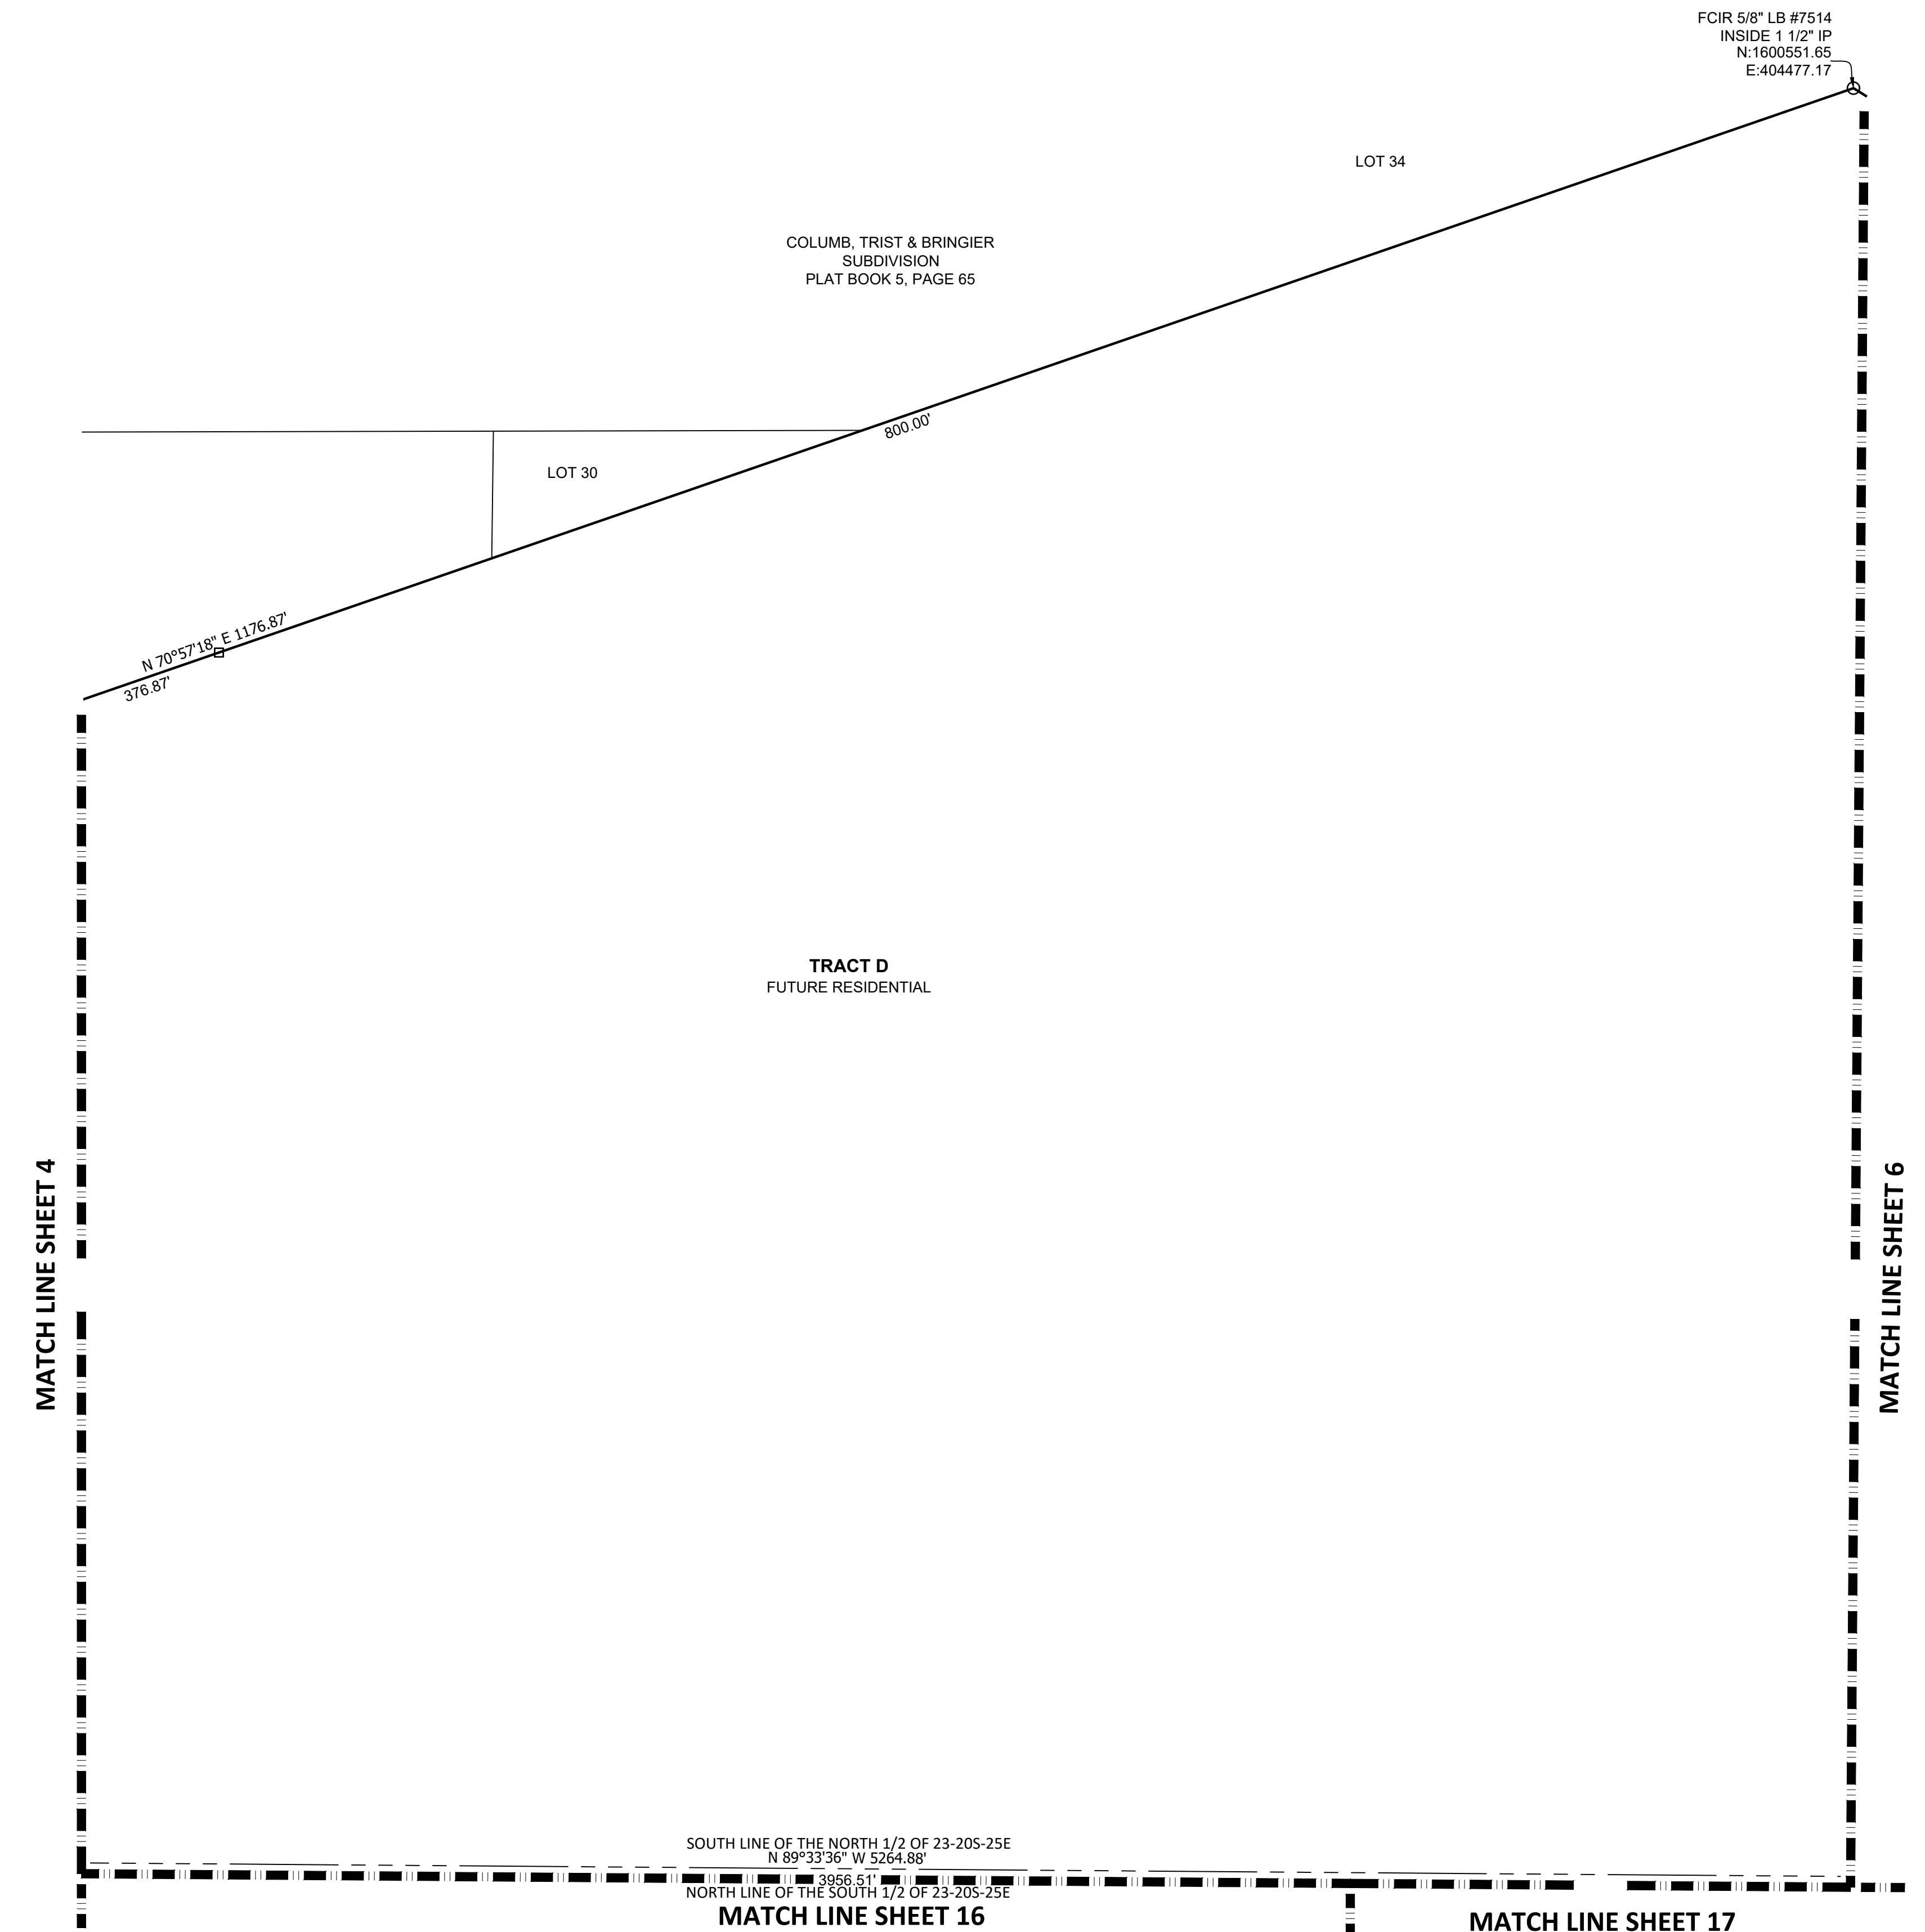 FCIR 5/8" LB #7514
INSIDE 1 1/2" IP
N:1600551.65
E:404477.17
LOT 34
COLUMB, TRIST & BRINGIER
SUBDIVISION
PLAT BOOK 5, PAGE 65
800.00'
LOT 30
N 70°57'18" E 1176.87'
376.87'
TRACT D
FUTURE RESIDENTIAL
MATCH LINE SHEET 4
MATCH LINE SHEET 6
SOUTH LINE OF THE NORTH 1/2 OF 23-20S-25E
N 89°33'36" W 5264.88'
3956.51'
NORTH LINE OF THE SOUTH 1/2 OF 23-20S-25E
MATCH LINE SHEET 16
MATCH LINE SHEET 17